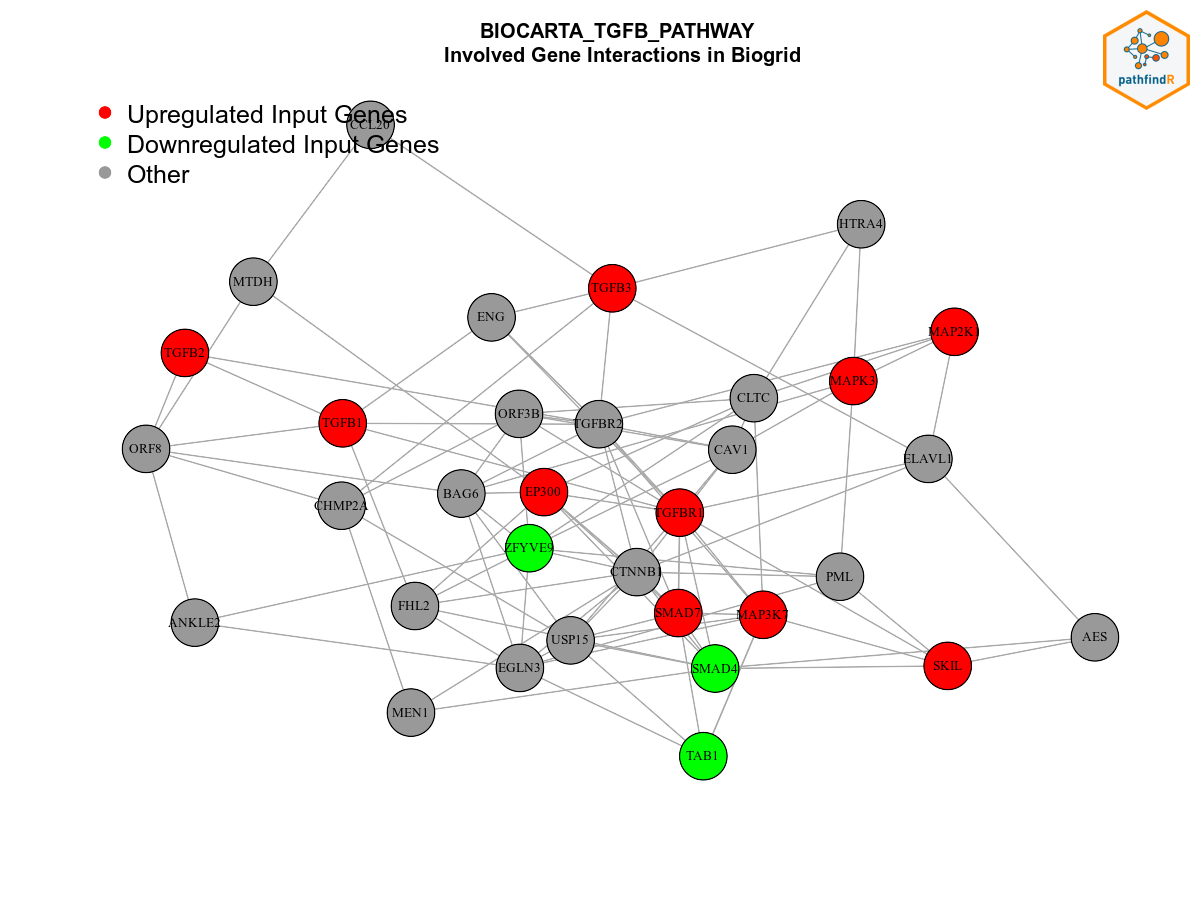 BIOCARTA_TGFB_PATHWAY
Involved Gene Interactions in Biogrid
pathfindR
Upregulated Input Genes
CCL20
Downregulated Input Genes
Other
HTRA4
MTDH
TGFB3
ENG
MAP2K1
TGFB2
MAPK3
CLTC
ORF3B
TGFB1
TGFBR2
ORF8
CAV1
ELAVL1
BAG6
EP300
CHMP2A
TGFBR1
ZFYVE9
CTNNB1
PML
FHL2
SMAD7
MAP3K7
ANKLE2
AES
USP15
EGLN3
SMAD4
SKIL
MEN1
TAB1